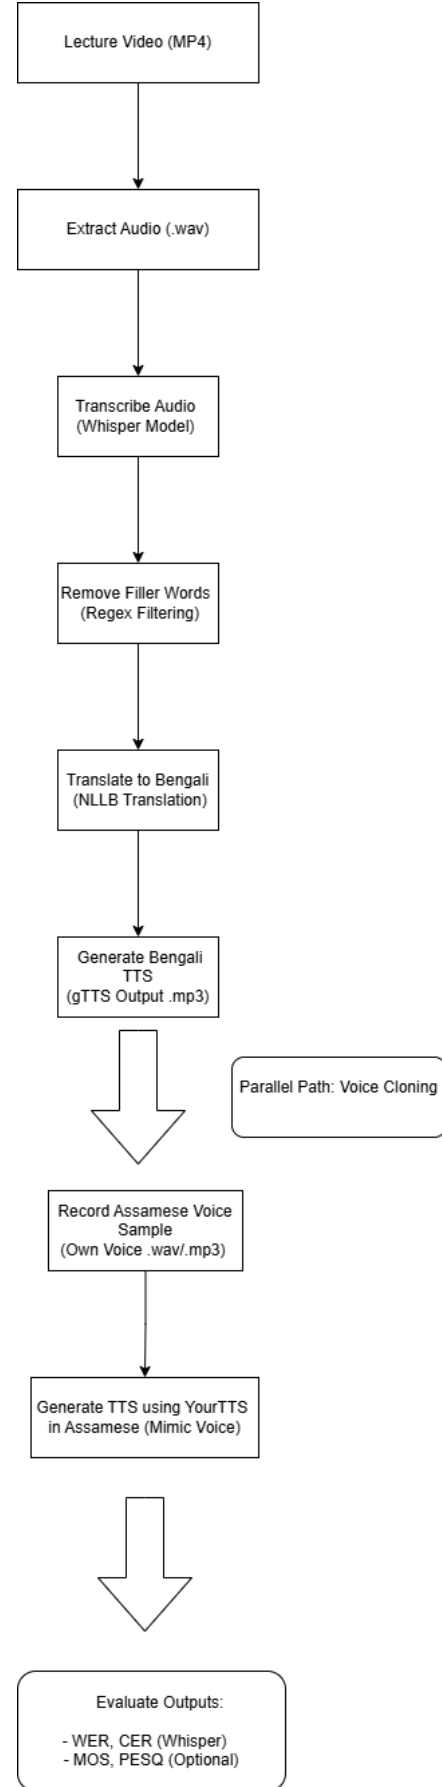 Lecture Video (MP4)
Extract Audio (.wav)
Transcribe Audio
(Whisper Model)
Remove Filler Words
(Regex Filtering)
Translate to Bengali
(NLLB Translation)
Generate Bengali
TTS
(gTTS Output .mp3)
Parallel Path: Voice Cloning
Record Assamese Voice
Sample
(Own Voice .wav/.mp3)
Generate TTS using YourTTS
in Assamese (Mimic Voice)
Evaluate Outputs:
- WER, CER (Whisper)
- MOS, PESQ (Optional)